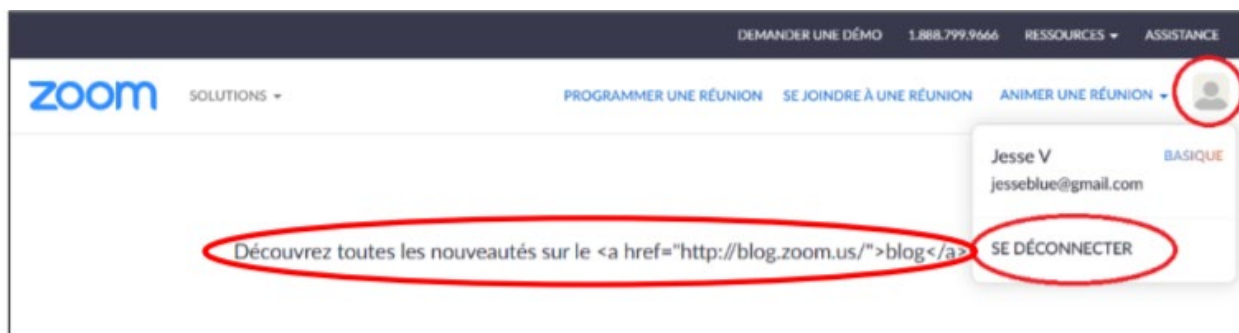 DEMANDER UNE DÉMO 1.888.799.9666 RESSOURCES ASSISTANCE
zoom SOLUTIONS PROGRAMMER UNE RÉUNION SE JOINDRE À UNE RÉUNION ANIMER UNE RÉUNION
Jesse V BASIQUE
jesseblue@gmail.com
Découvrez toutes les nouveautés sur le <a href="http://blog.zoom.us/">blog</a>
SE DÉCONNECTER